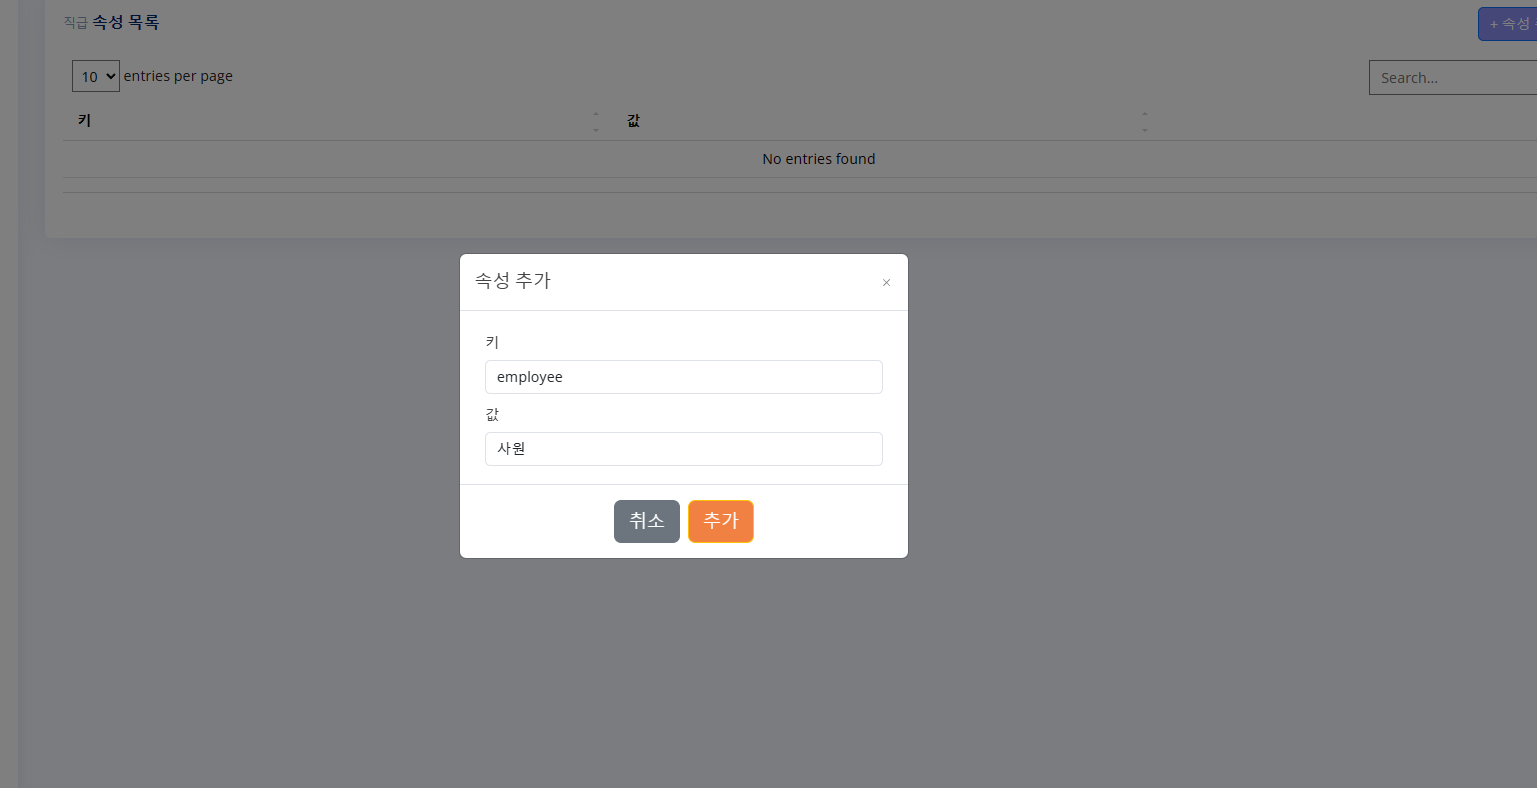 직급 속성 목록
+ 속성
10 entries per page
Search...
키
값
No entries found
속성 추가
×
키
employee
값
사원
취소
추가